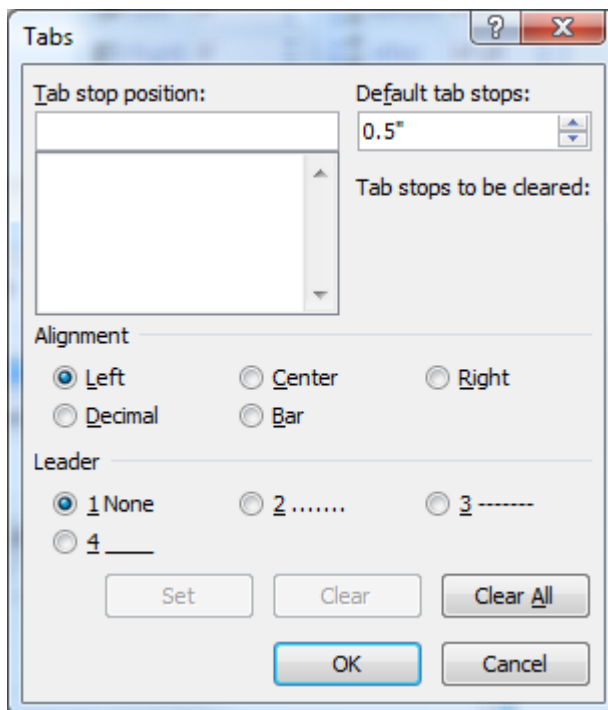 Tabs
Tab stop position: Default tab stops:
0.5"
Tab stops to be cleared:
Alignment
Left Center Right
Decimal Bar
Leader
1 None 2 ....... 3 -------
4 ____
Set Clear Clear All
OK Cancel